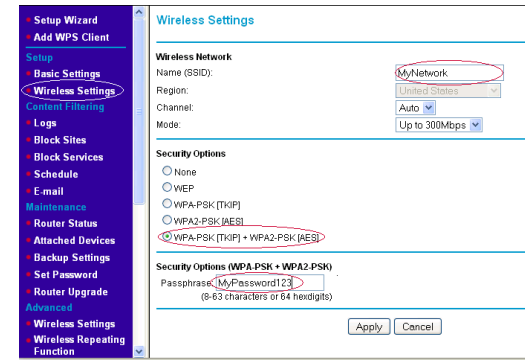 Setup Wizard
Add WPS Client
Setup
Basic Settings
Wireless Settings
Content Filtering
Logs
Block Sites
Block Services
Schedule
E-mail
Maintenance
Router Status
Attached Devices
Backup Settings
Set Password
Router Upgrade
Advanced
Wireless Settings
Wireless Repeating
Function
Wireless Settings
Wireless Network
Name (SSID): MyNetwork
Region: United States
Channel: Auto
Mode: Up to 300Mbps
Security Options
None
WEP
WPA-PSK [TKIP]
WPA2-PSK [AES]
WPA-PSK [TKIP] + WPA2-PSK [AES]
Security Options (WPA-PSK + WPA2-PSK)
Passphrase: MyPassword123
(8-63 characters or 64 hexdigits)
Apply Cancel